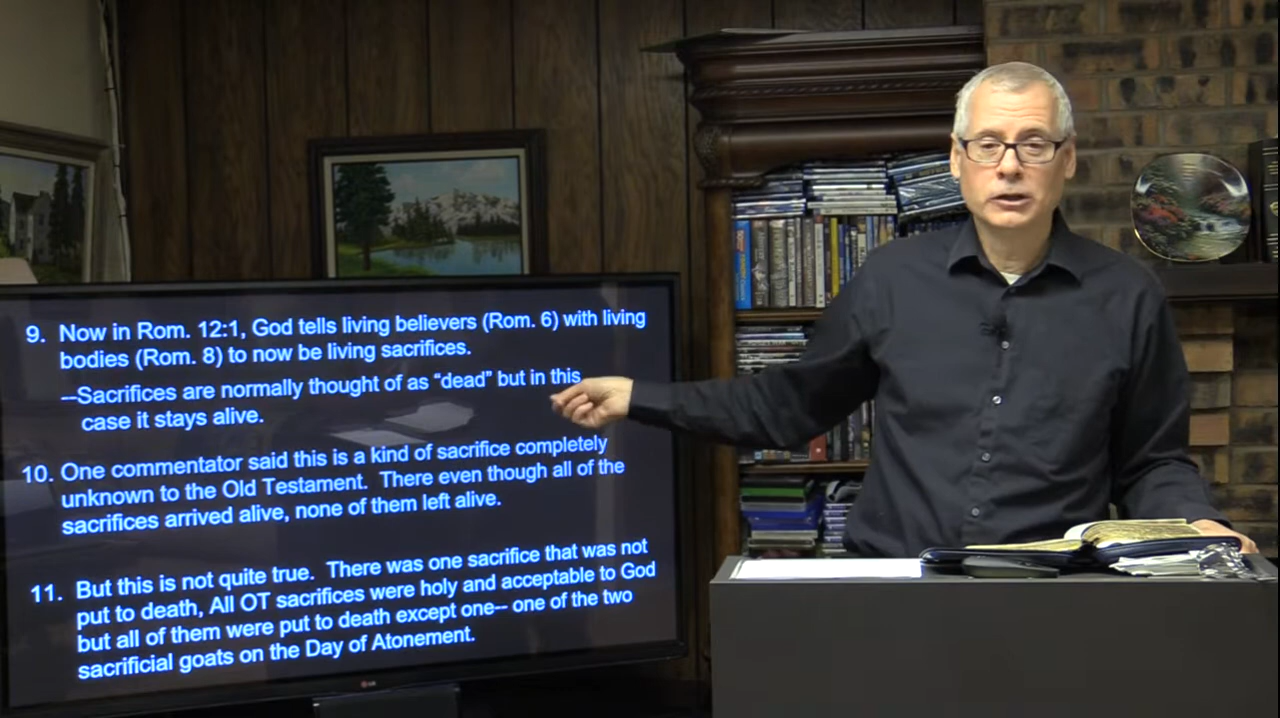 9. Now in Rom. 12:1, God tells living believers (Rom. 6) with living
bodies (Rom. 8) to now be living sacrifices.
--Sacrifices are normally thought of as “dead” but in this
case it stays alive.
10. One commentator said this is a kind of sacrifice completely
unknown to the Old Testament. There even though all of the
sacrifices arrived alive, none of them left alive.
11. But this is not quite true. There was one sacrifice that was not
put to death, All OT sacrifices were holy and acceptable to God
but all of them were put to death except one-- one of the two
sacrificial goats on the Day of Atonement.
LG